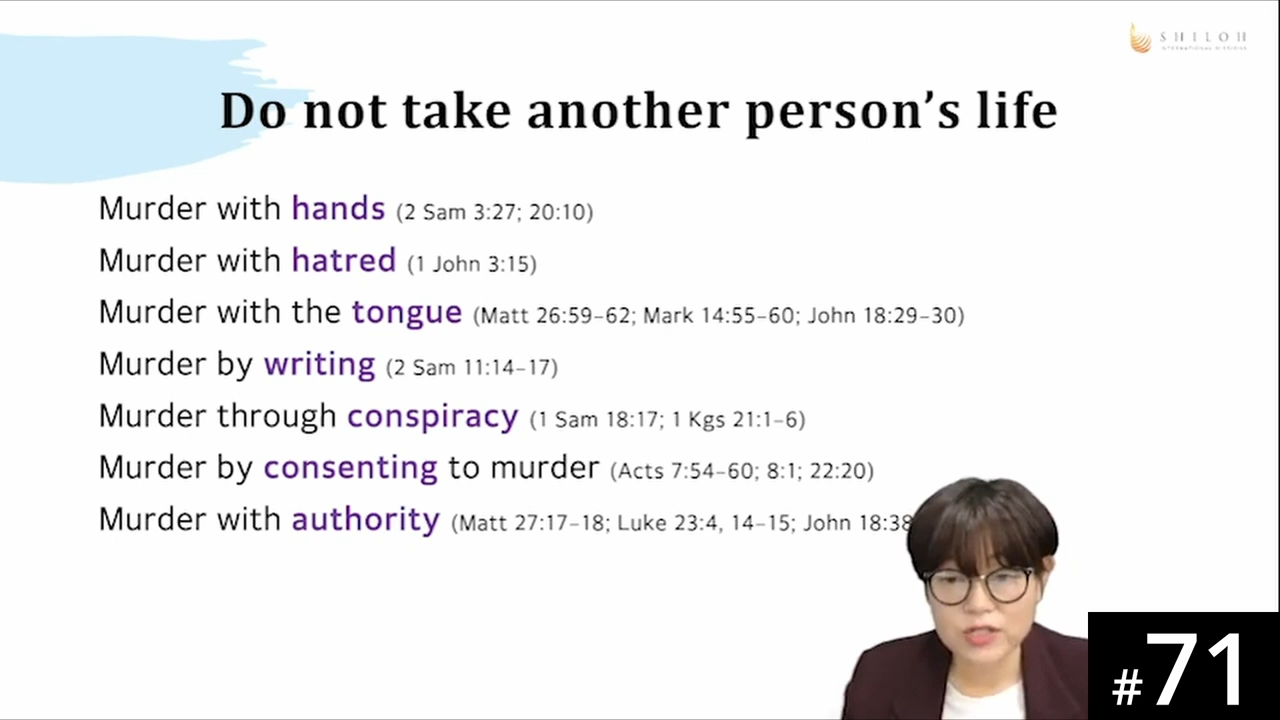 SHILOH
INTERNATIONAL MISSIONS
Do not take another person’s life
Murder with hands (2 Sam 3:27; 20:10)
Murder with hatred (1 John 3:15)
Murder with the tongue (Matt 26:59–62; Mark 14:55–60; John 18:29–30)
Murder by writing (2 Sam 11:14–17)
Murder through conspiracy (1 Sam 18:17; 1 Kgs 21:1–6)
Murder by consenting to murder (Acts 7:54–60; 8:1; 22:20)
Murder with authority (Matt 27:17–18; Luke 23:4, 14–15; John 18:38
#71